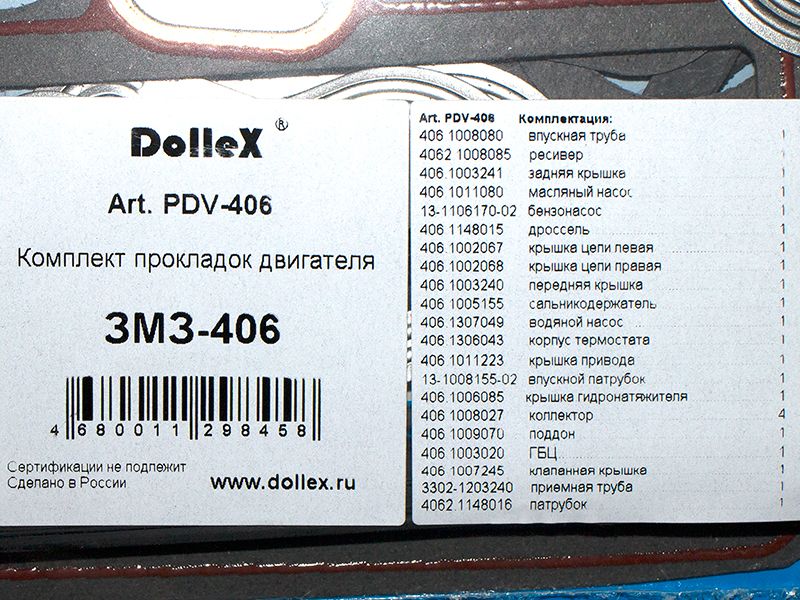 DolleX ®
Art. PDV-406
Комплект прокладок двигателя
ЗМЗ-406
4 680011 298458
Сертификации не подлежит
Сделано в России
www.dollex.ru
Art. PDV-406 Комплектация:
406 1008080 впускная труба 1
4062 1008085 ресивер 1
406.1003241 задняя крышка 1
406 1011080 масляный насос 1
13-1106170-02 бензонасос 1
406 1148015 дроссель 1
406.1002067 крышка цепи левая 1
406.1002068 крышка цепи правая 1
406.1003240 передняя крышка 1
406 1005155 сальникодержатель 1
406.1307049 водяной насос 1
406.1306043 корпус термостата 1
406 1011223 крышка привода 1
13-1008155-02 впускной патрубок 1
406.1006085 крышка гидронатяжителя 1
406 1008027 коллектор 4
406 1009070 поддон 1
406 1003020 ГБЦ 1
406 1007245 клапанная крышка 1
3302-1203240 приемная труба 1
4062.1148016 патрубок 1